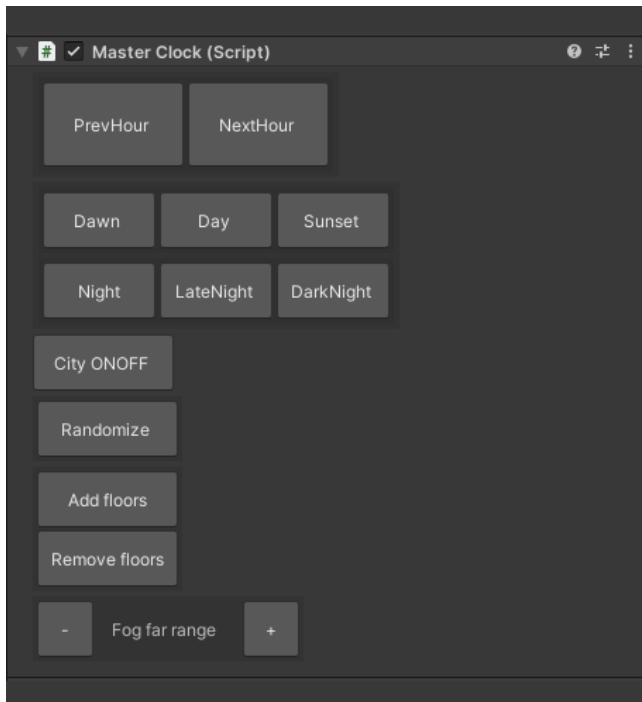 Master Clock (Script)
PrevHour NextHour
Dawn Day Sunset
Night LateNight DarkNight
City ONOFF
Randomize
Add floors
Remove floors
- Fog far range +